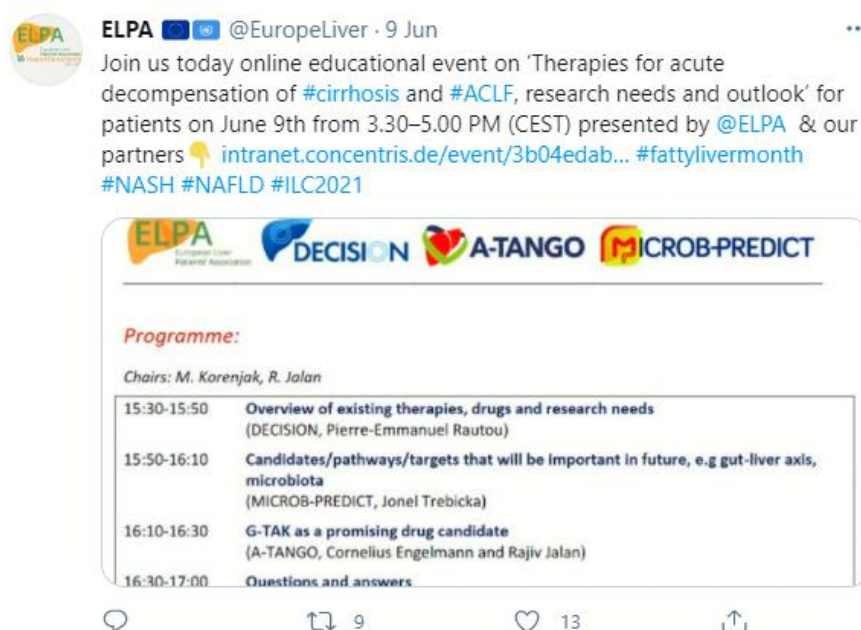 ELPA @EuropeLiver · 9 Jun
Join us today online educational event on ‘Therapies for acute
decompensation of #cirrhosis and #ACLF, research needs and outlook’ for
patients on June 9th from 3.30–5.00 PM (CEST) presented by @ELPA & our
partners intranet.concentris.de/event/3b04edab... #fattylivermonth
#NASH #NAFLD #ILC2021
ELPA
European Liver
Patients' Association
DECISION
A-TANGO
MICROB-PREDICT
Programme:
Chairs: M. Korenjak, R. Jalan
15:30-15:50 Overview of existing therapies, drugs and research needs
(DECISION, Pierre-Emmanuel Rautou)
15:50-16:10 Candidates/pathways/targets that will be important in future, e.g gut-liver axis,
microbiota
(MICROB-PREDICT, Jonel Trebicka)
16:10-16:30 G-TAK as a promising drug candidate
(A-TANGO, Cornelius Engelmann and Rajiv Jalan)
16:30-17:00 Questions and answers
9 13